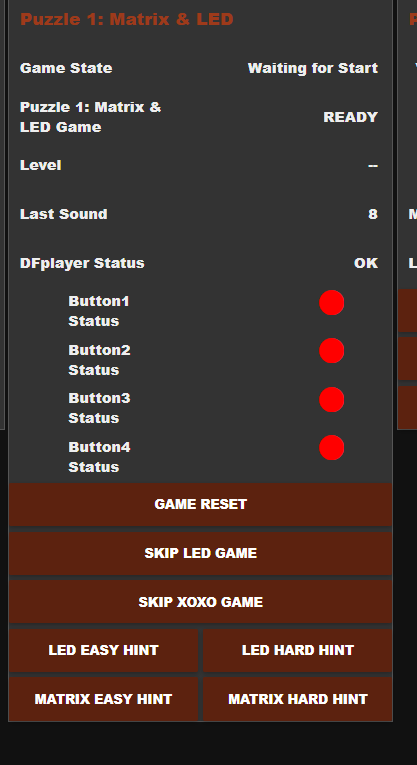 Puzzle 1: Matrix & LED
Game State Waiting for Start
Puzzle 1: Matrix &
LED Game READY
Level --
Last Sound 8
DFplayer Status OK
Button1
Status
Button2
Status
Button3
Status
Button4
Status
GAME RESET
SKIP LED GAME
SKIP XOXO GAME
LED EASY HINT LED HARD HINT
MATRIX EASY HINT MATRIX HARD HINT